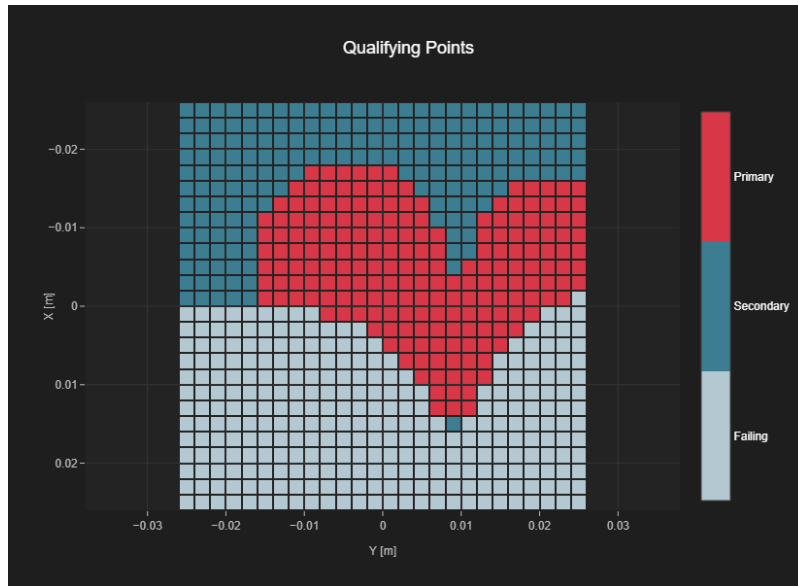 Qualifying Points
−0.02
−0.01
0
0.01
0.02
X [m]
−0.03
−0.02
−0.01
0
0.01
0.02
0.03
Y [m]
Primary
Secondary
Failing